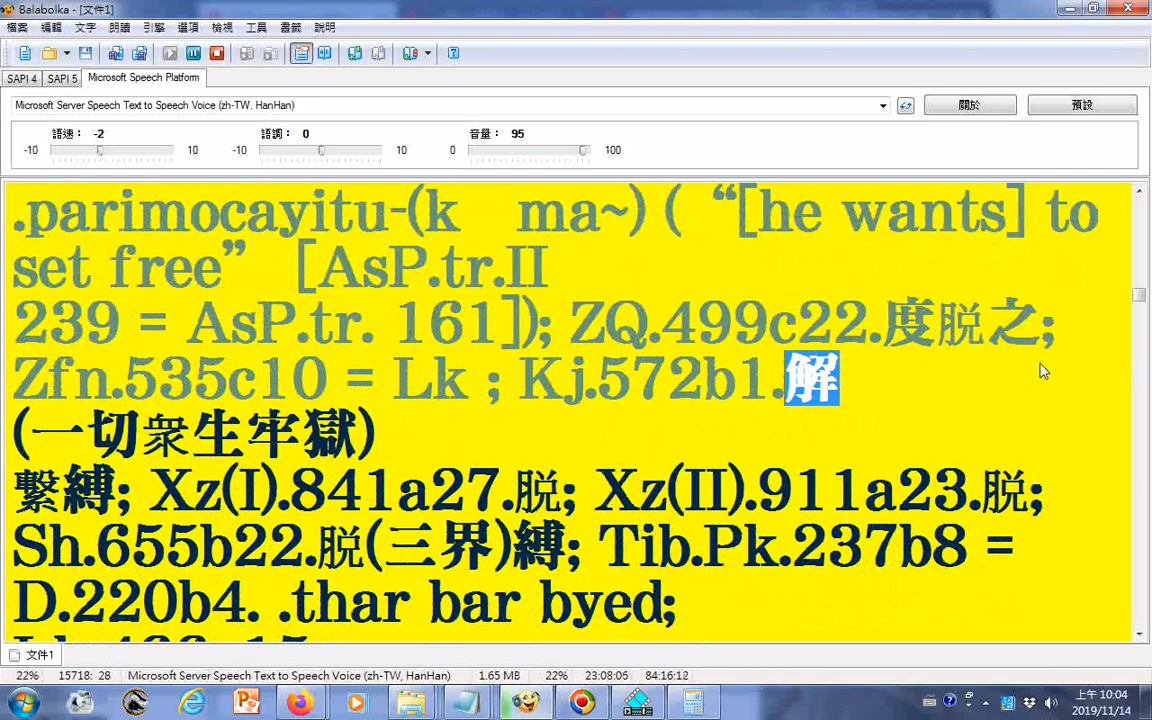 Balabolka - [文件1]
檔案 編輯 文字 朗讀 引擎 選項 檢視 工具 書籤 說明
SAPI 4 SAPI 5 Microsoft Speech Platform
Microsoft Server Speech Text to Speech Voice (zh-TW, HanHan) 關於 預設
語速： -2 語調： 0 音量： 95
-10 10 -10 10 0 100
.parimocayitu-(k ma~) (“[he wants] to
set free” [AsP.tr.II
239 = AsP.tr. 161]); ZQ.499c22.度脱之;
Zfn.535c10 = Lk ; Kj.572b1.解
(一切衆生牢獄)
繫縛; Xz(I).841a27.脱; Xz(II).911a23.脱;
Sh.655b22.脱(三界)縛; Tib.Pk.237b8 =
D.220b4. .thar bar byed;
文件1
22% 15718: 28 Microsoft Server Speech Text to Speech Voice (zh-TW, HanHan) 1.65 MB 22% 23:08:05 84:16:12
上午 10:04
2019/11/14